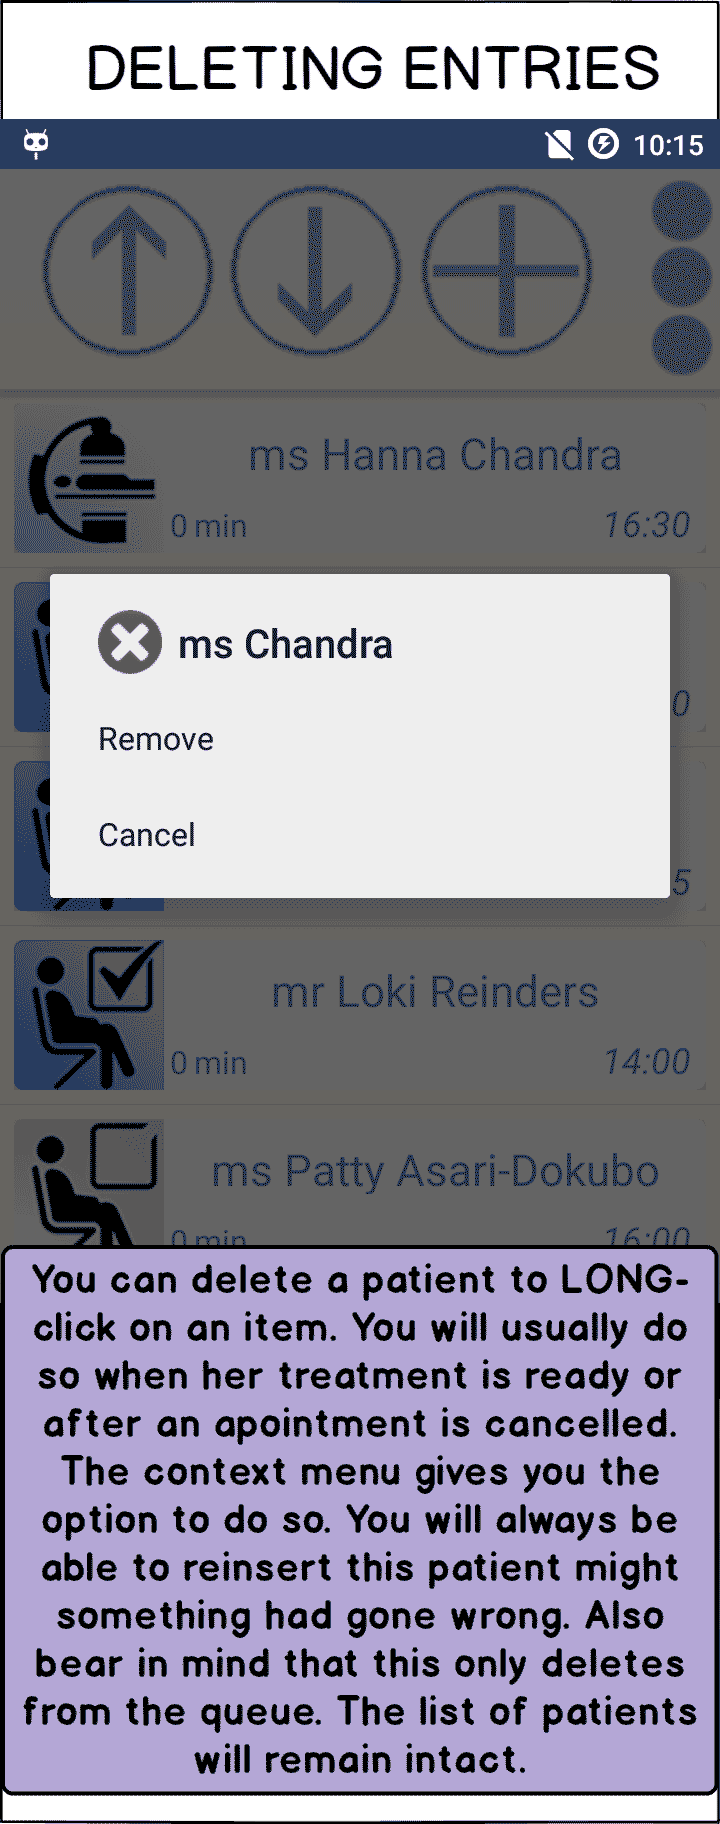 DELETING ENTRIES
10:15
ms Hanna Chandra
0 min 16:30
ms Chandra
0
Remove
Cancel
5
mr Loki Reinders
0 min 14:00
ms Patty Asari-Dokubo
0 min 16:00
You can delete a patient to LONG-
click on an item. You will usually do
so when her treatment is ready or
after an apointment is cancelled.
The context menu gives you the
option to do so. You will always be
able to reinsert this patient might
something had gone wrong. Also
bear in mind that this only deletes
from the queue. The list of patients
will remain intact.